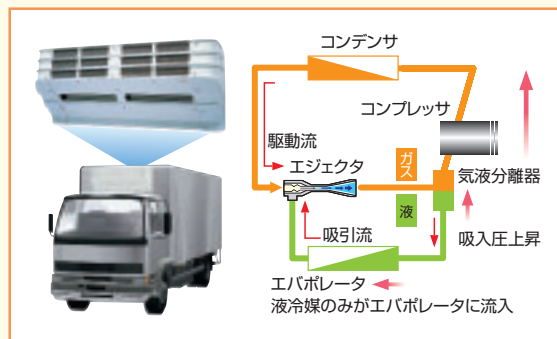 コンデンサ
コンプレッサ
駆動流
エジェクタ
ガス
気液分離器
液
吸引流
吸入圧上昇
エバポレータ
液冷媒のみがエバポレータに流入